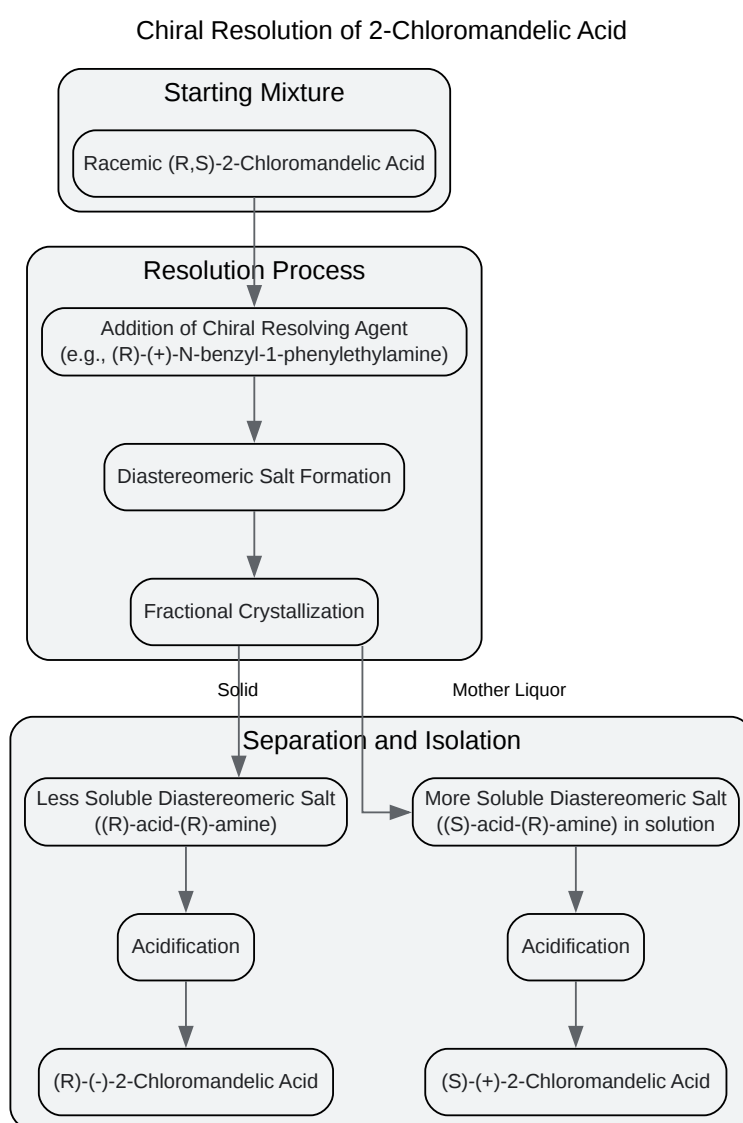 Chiral Resolution of 2-Chloromandelic Acid
Starting Mixture
Racemic (R,S)-2-Chloromandelic Acid
Resolution Process
Addition of Chiral Resolving Agent
(e.g., (R)-(+)-N-benzyl-1-phenylethylamine)
Diastereomeric Salt Formation
Fractional Crystallization
Solid
Mother Liquor
Separation and Isolation
Less Soluble Diastereomeric Salt
((R)-acid-(R)-amine)
More Soluble Diastereomeric Salt
((S)-acid-(R)-amine) in solution
Acidification
Acidification
(R)-(-)-2-Chloromandelic Acid
(S)-(+)-2-Chloromandelic Acid